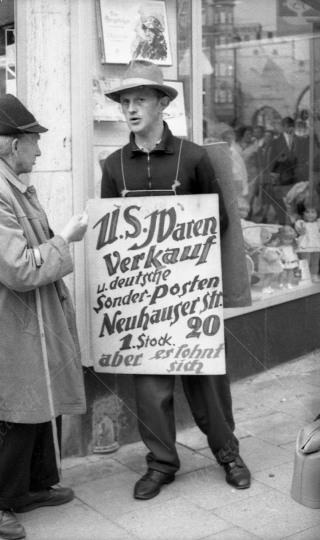 U.S. Waren
Verkauf
u. deutsche
Sonder-Posten
Neuhauser Str.
20
1. Stock.
aber es lohnt
sich